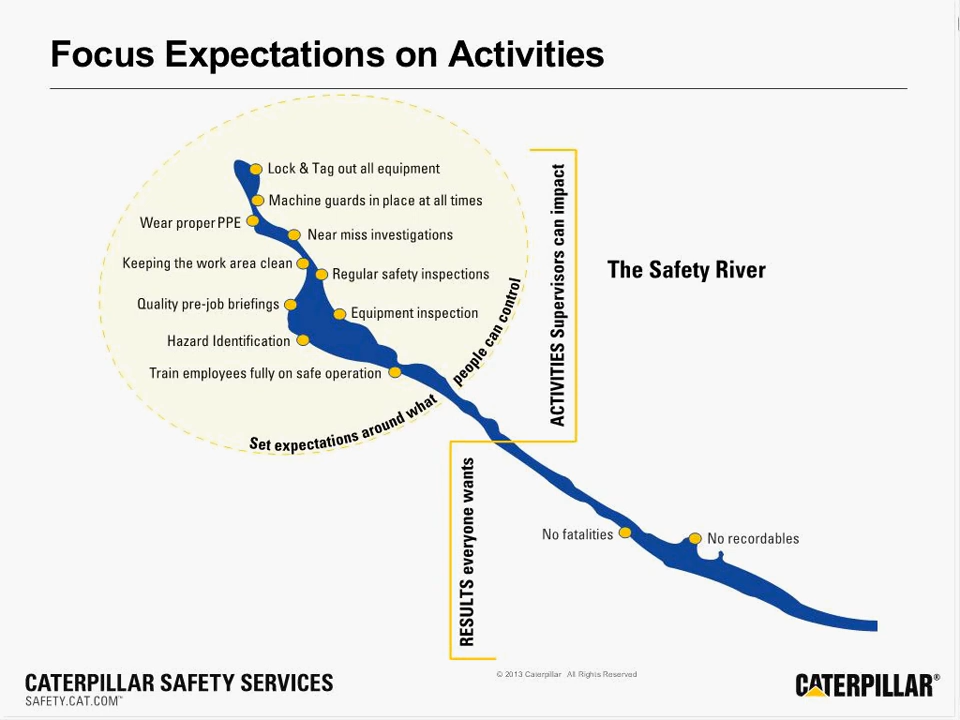 Focus Expectations on Activities
Lock & Tag out all equipment
Machine guards in place at all times
Wear proper PPE
Near miss investigations
Keeping the work area clean
Regular safety inspections
Quality pre-job briefings
Equipment inspection
Hazard Identification
Train employees fully on safe operation
Set expectations around what people can control
ACTIVITIES Supervisors can impact
The Safety River
RESULTS everyone wants
No fatalities
No recordables
© 2013 Caterpillar All Rights Reserved
CATERPILLAR SAFETY SERVICES
SAFETY.CAT.COM™
CATERPILLAR®